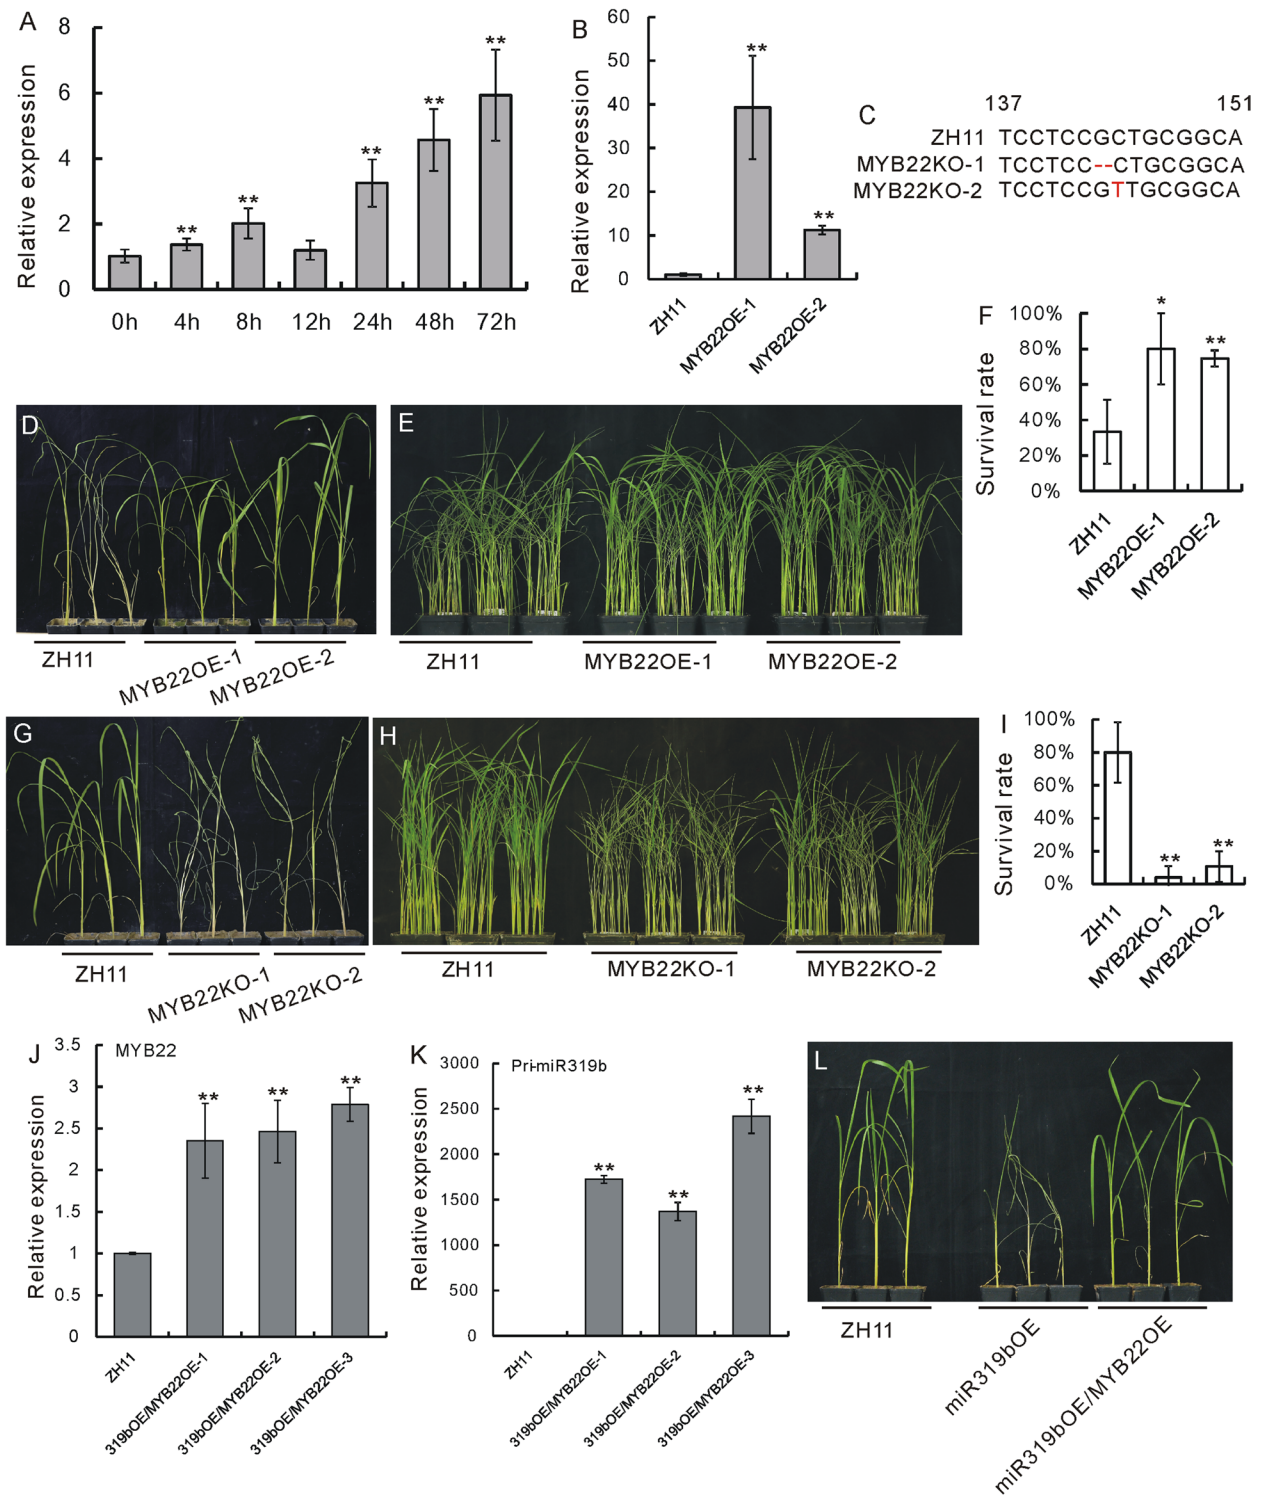 A
Relative expression
8
6
4
2
0
** ** ** ** **
0h 4h 8h 12h 24h 48h 72h
B
Relative expression
60
50
40
30
20
10
0
** **
ZH11 MYB22OE-1 MYB22OE-2
C
137 151
ZH11 TCCTCCGCTGCGGCA
MYB22KO-1 TCCTCC--CTGCGGCA
MYB22KO-2 TCCTCCGTTGCGGCA
D
ZH11 MYB22OE-1 MYB22OE-2
E
ZH11 MYB22OE-1 MYB22OE-2
F
Survival rate
100%
80%
60%
40%
20%
0%
* **
ZH11 MYB22OE-1 MYB22OE-2
G
ZH11 MYB22KO-1 MYB22KO-2
H
ZH11 MYB22KO-1 MYB22KO-2
I
Survival rate
100%
80%
60%
40%
20%
0%
** **
ZH11 MYB22KO-1 MYB22KO-2
J
MYB22
Relative expression
3.5
3
2.5
2
1.5
1
0.5
0
** ** **
ZH11 319bOE/MYB22OE-1 319bOE/MYB22OE-2 319bOE/MYB22OE-3
K
Pri-miR319b
Relative expression
3000
2500
2000
1500
1000
500
0
** ** **
ZH11 319bOE/MYB22OE-1 319bOE/MYB22OE-2 319bOE/MYB22OE-3
L
ZH11 miR319bOE miR319bOE/MYB22OE